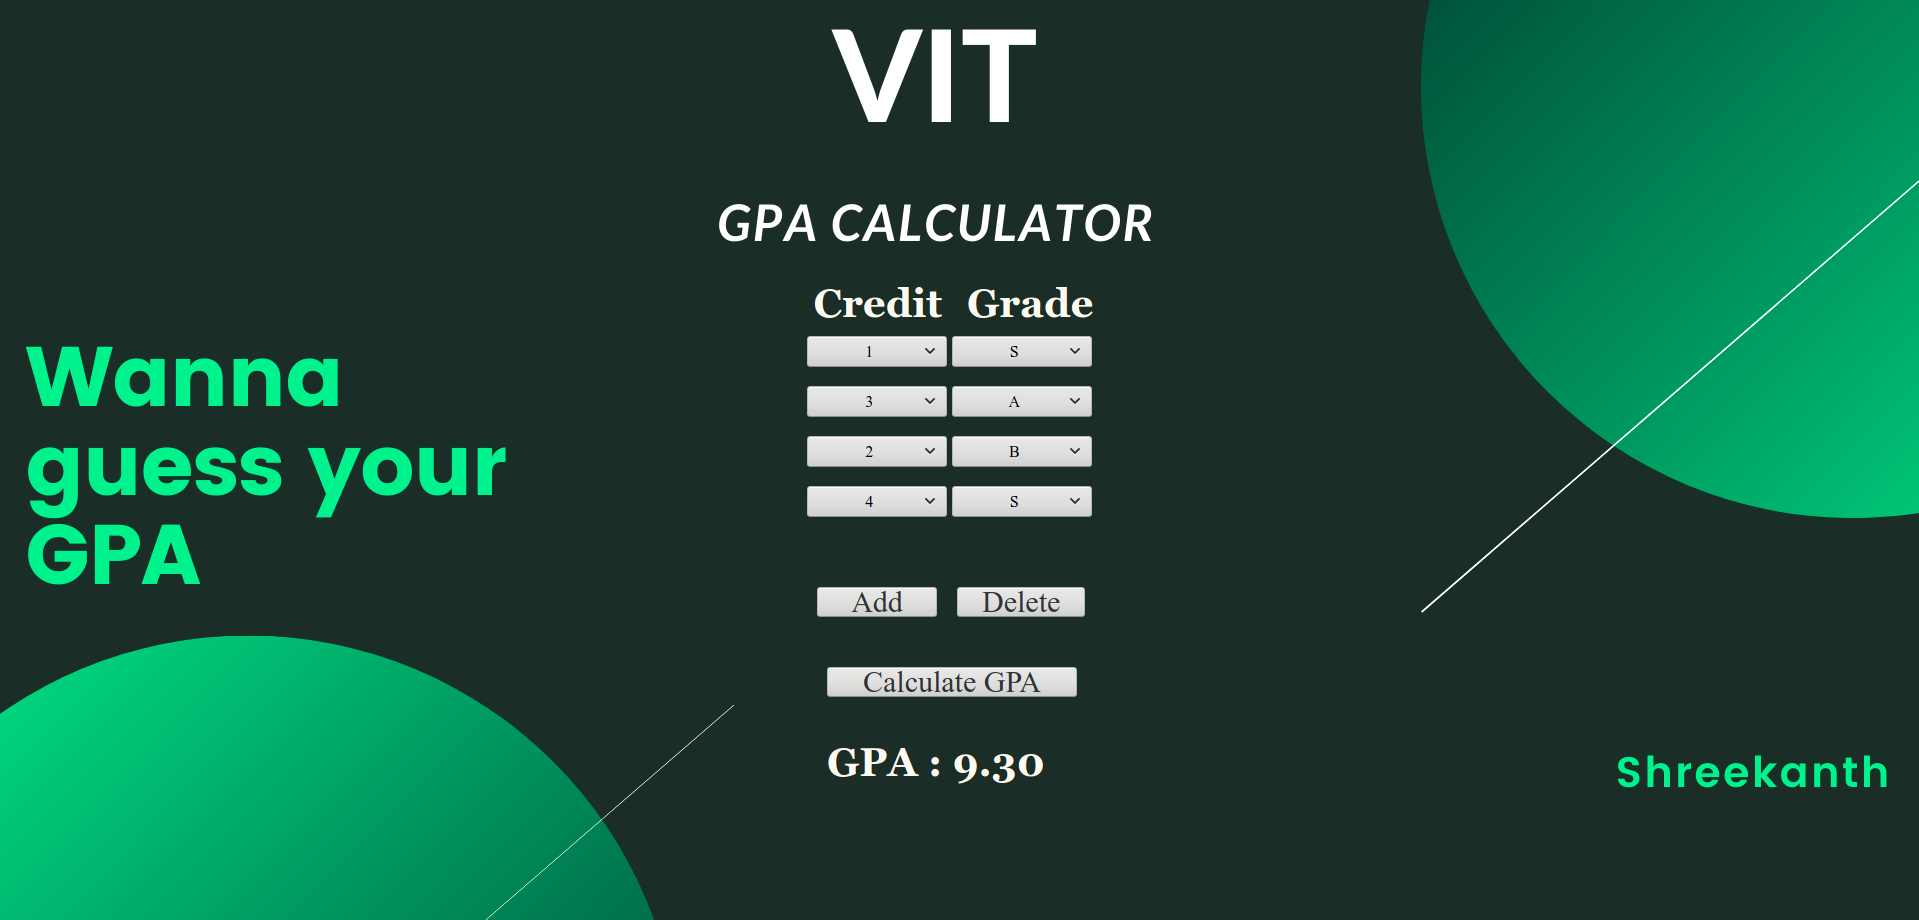 VIT
GPA CALCULATOR
Credit Grade
1 S
3 A
2 B
4 S
Wanna
guess your
GPA
Add Delete
Calculate GPA
GPA : 9.30
Shreekanth